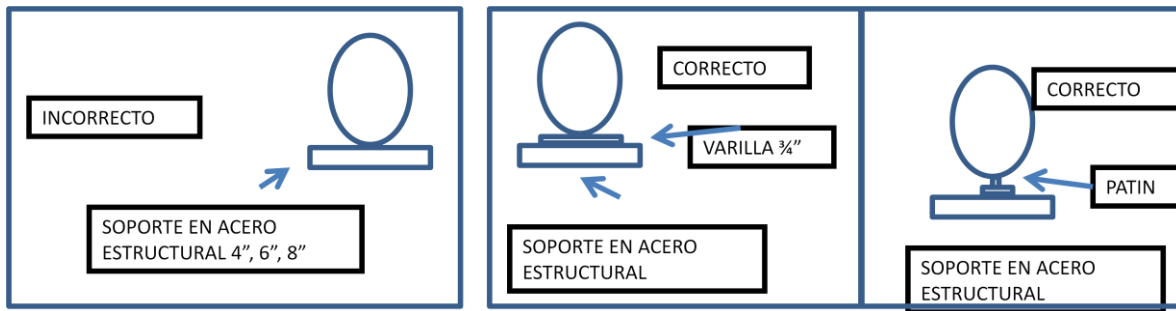 INCORRECTO
SOPORTE EN ACERO
ESTRUCTURAL 4”, 6”, 8”
CORRECTO
VARILLA ¾”
SOPORTE EN ACERO
ESTRUCTURAL
CORRECTO
PATIN
SOPORTE EN ACERO
ESTRUCTURAL